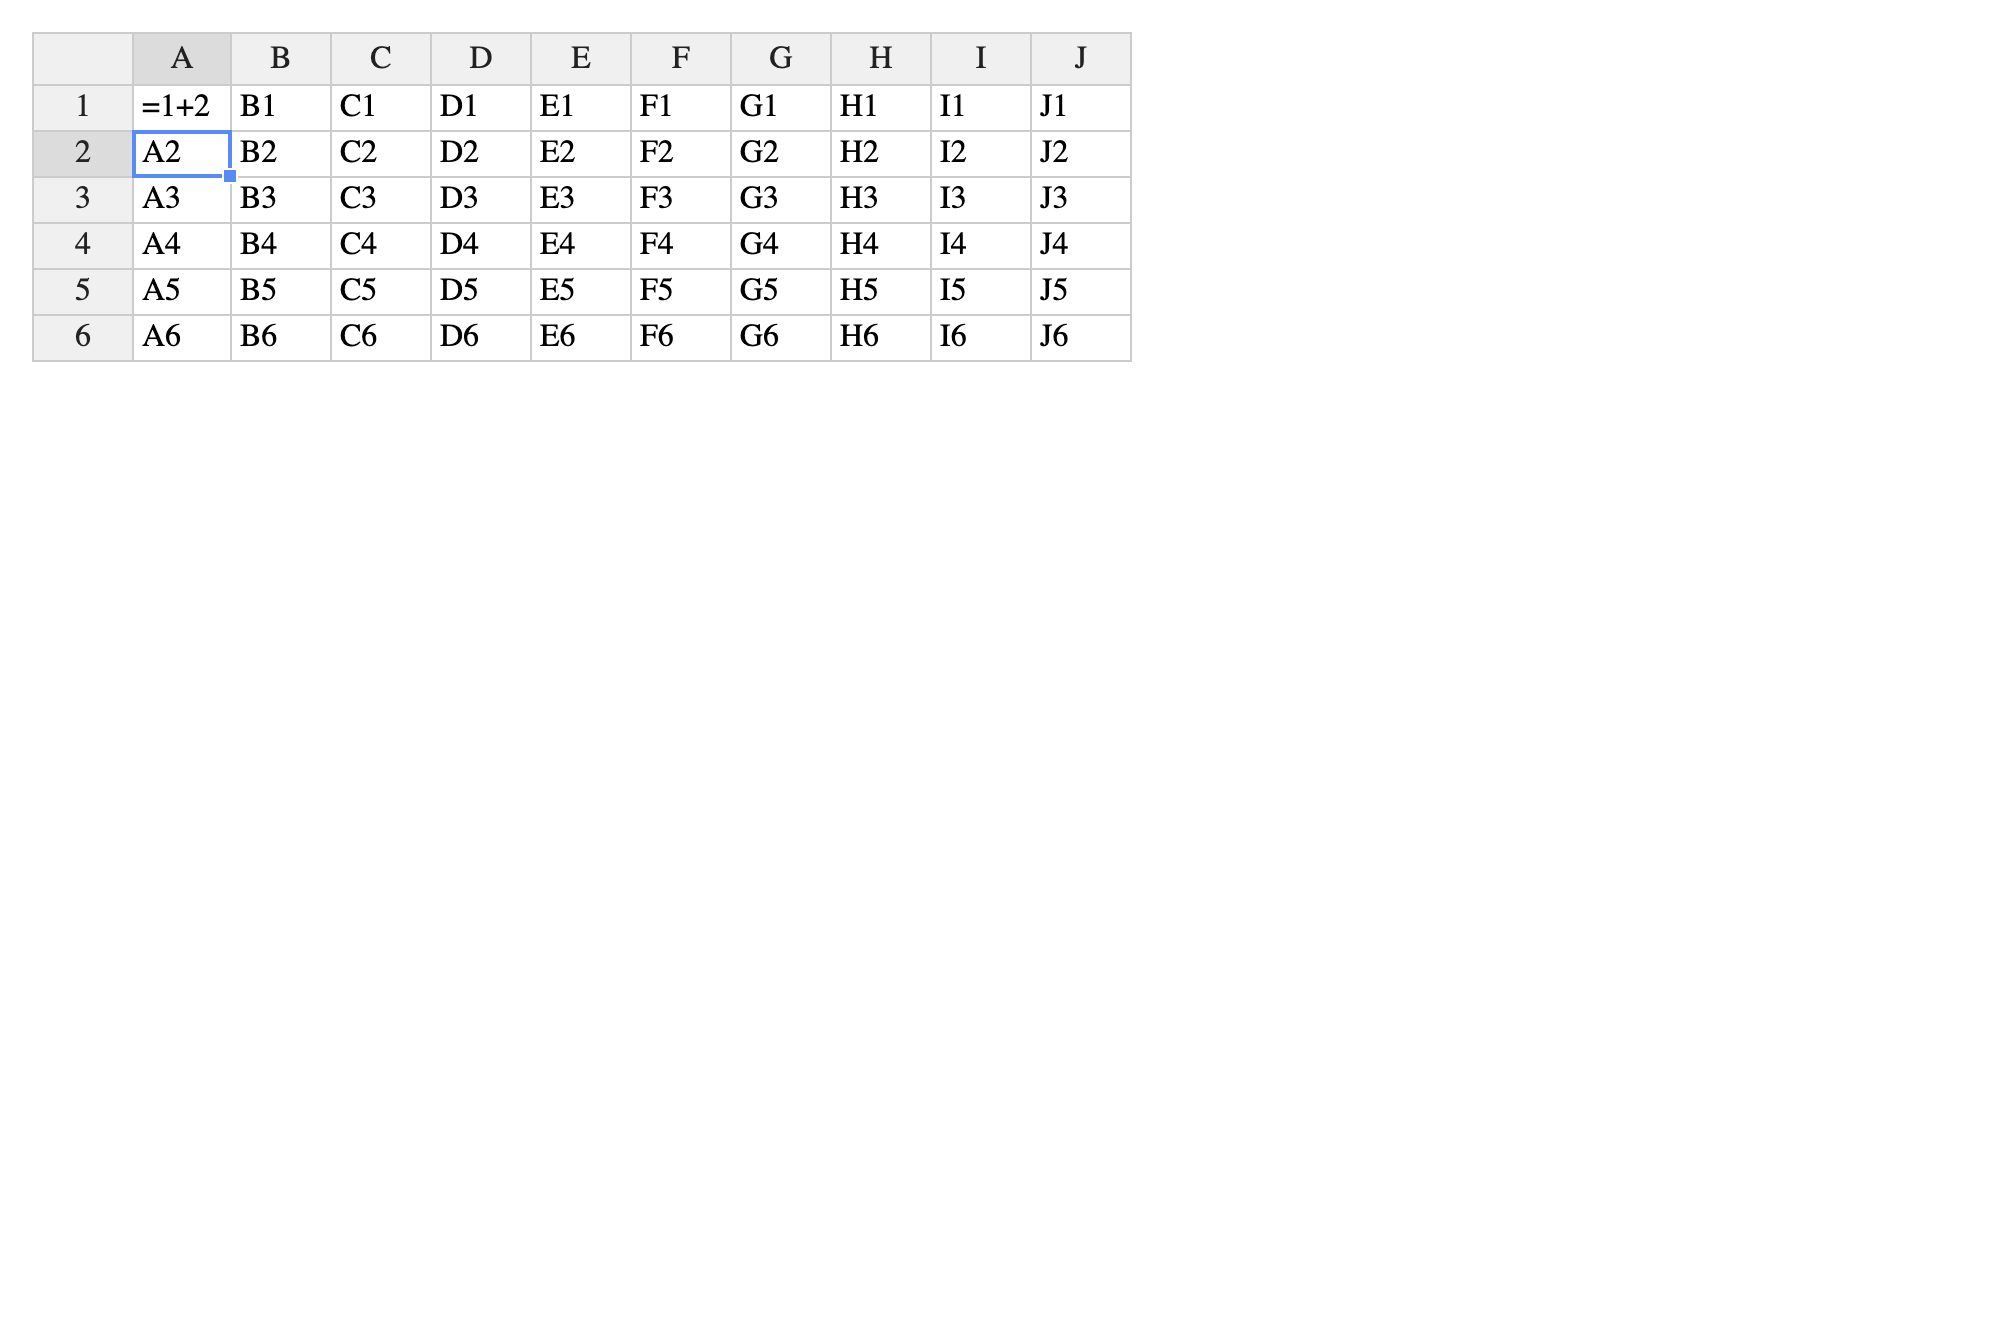 A B C D E F G H I J
1 =1+2 B1 C1 D1 E1 F1 G1 H1 I1 J1
2 A2 B2 C2 D2 E2 F2 G2 H2 I2 J2
3 A3 B3 C3 D3 E3 F3 G3 H3 I3 J3
4 A4 B4 C4 D4 E4 F4 G4 H4 I4 J4
5 A5 B5 C5 D5 E5 F5 G5 H5 I5 J5
6 A6 B6 C6 D6 E6 F6 G6 H6 I6 J6